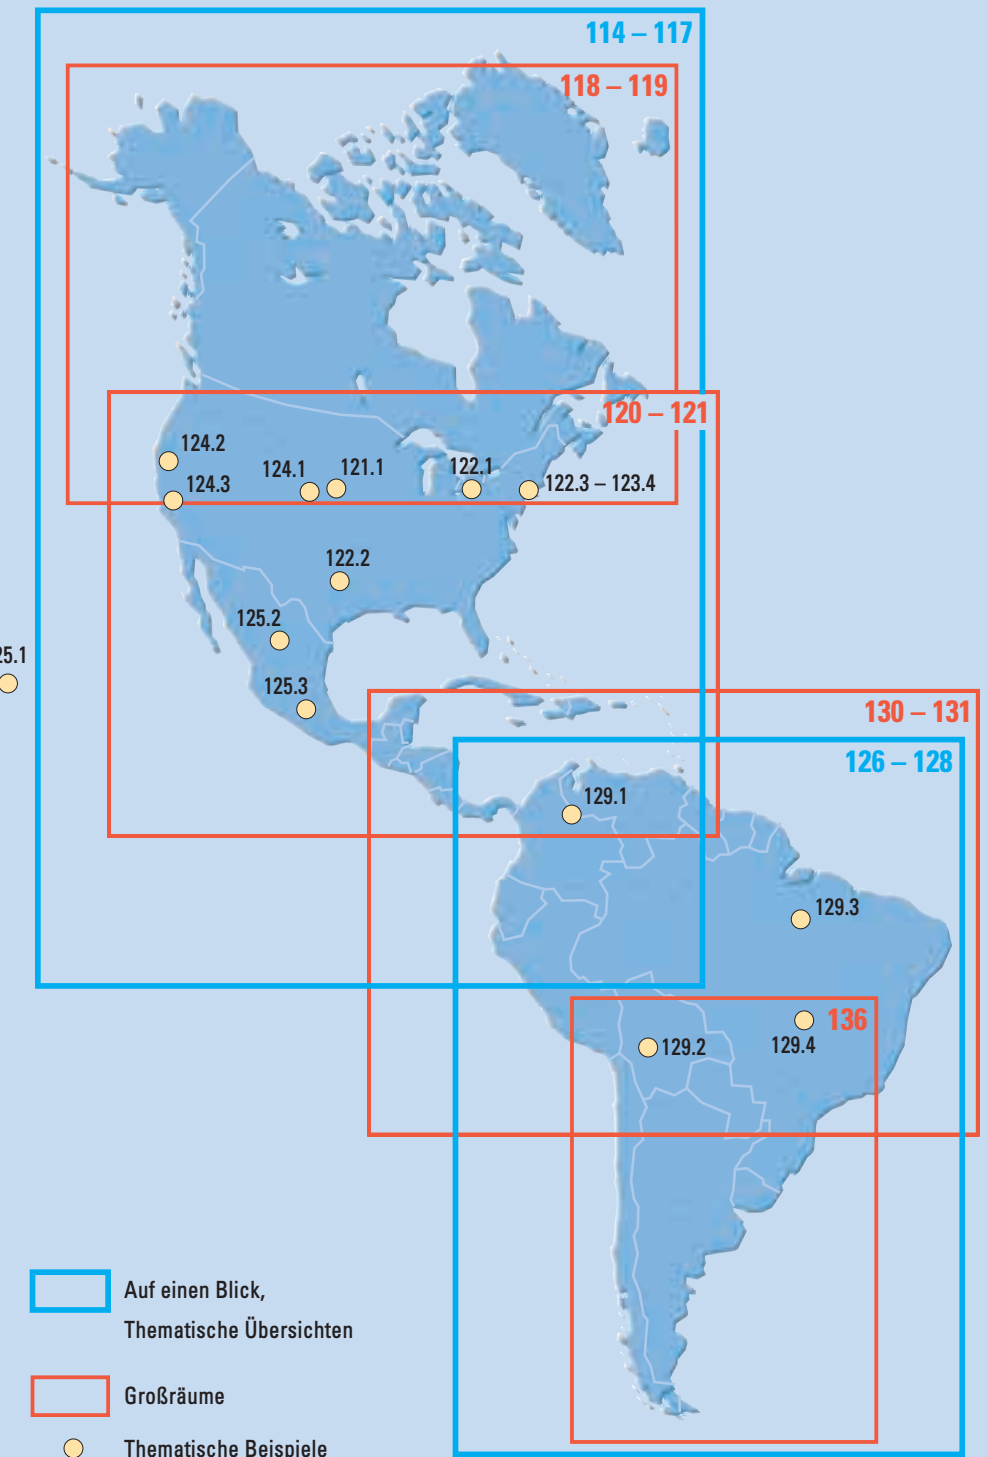 114 – 117
118 – 119
120 – 121
124.2
124.1
121.1
122.1
124.3
122.3 – 123.4
122.2
125.2
25.1
125.3
130 – 131
126 – 128
129.1
129.3
136
129.2
129.4
Auf einen Blick,
Thematische Übersichten
Großräume
Thematische Beispiele